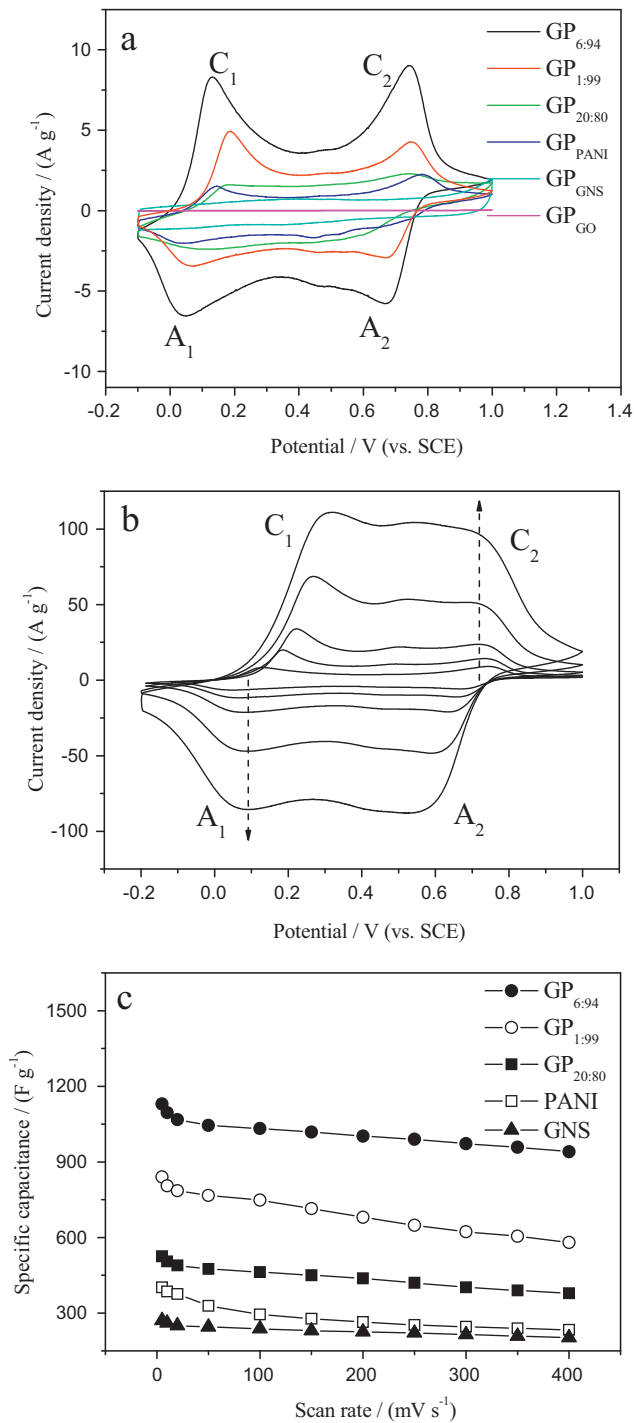 a
GP6:94
GP1:99
GP20:80
GPPANI
GPGNS
GPGO
C1
C2
A1
A2
10
5
0
-5
-10
Current density / (A g-1)
-0.2 0.0 0.2 0.4 0.6 0.8 1.0 1.2 1.4
Potential / V (vs. SCE)
b
C1
C2
A1
A2
100
50
0
-50
-100
Current density / (A g-1)
-0.2 0.0 0.2 0.4 0.6 0.8 1.0
Potential / V (vs. SCE)
c
GP6:94
GP1:99
GP20:80
PANI
GNS
1500
1200
900
600
300
Specific capacitance / (F g-1)
0 100 200 300 400
Scan rate / (mV s-1)